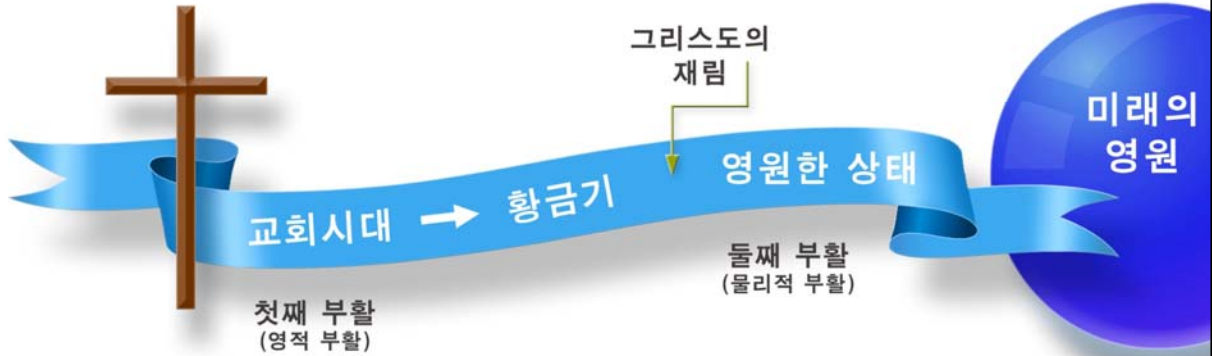 그리스도의
재림
미래의
영원
교회시대 → 황금기
영원한 상태
첫째 부활
(영적 부활)
둘째 부활
(물리적 부활)